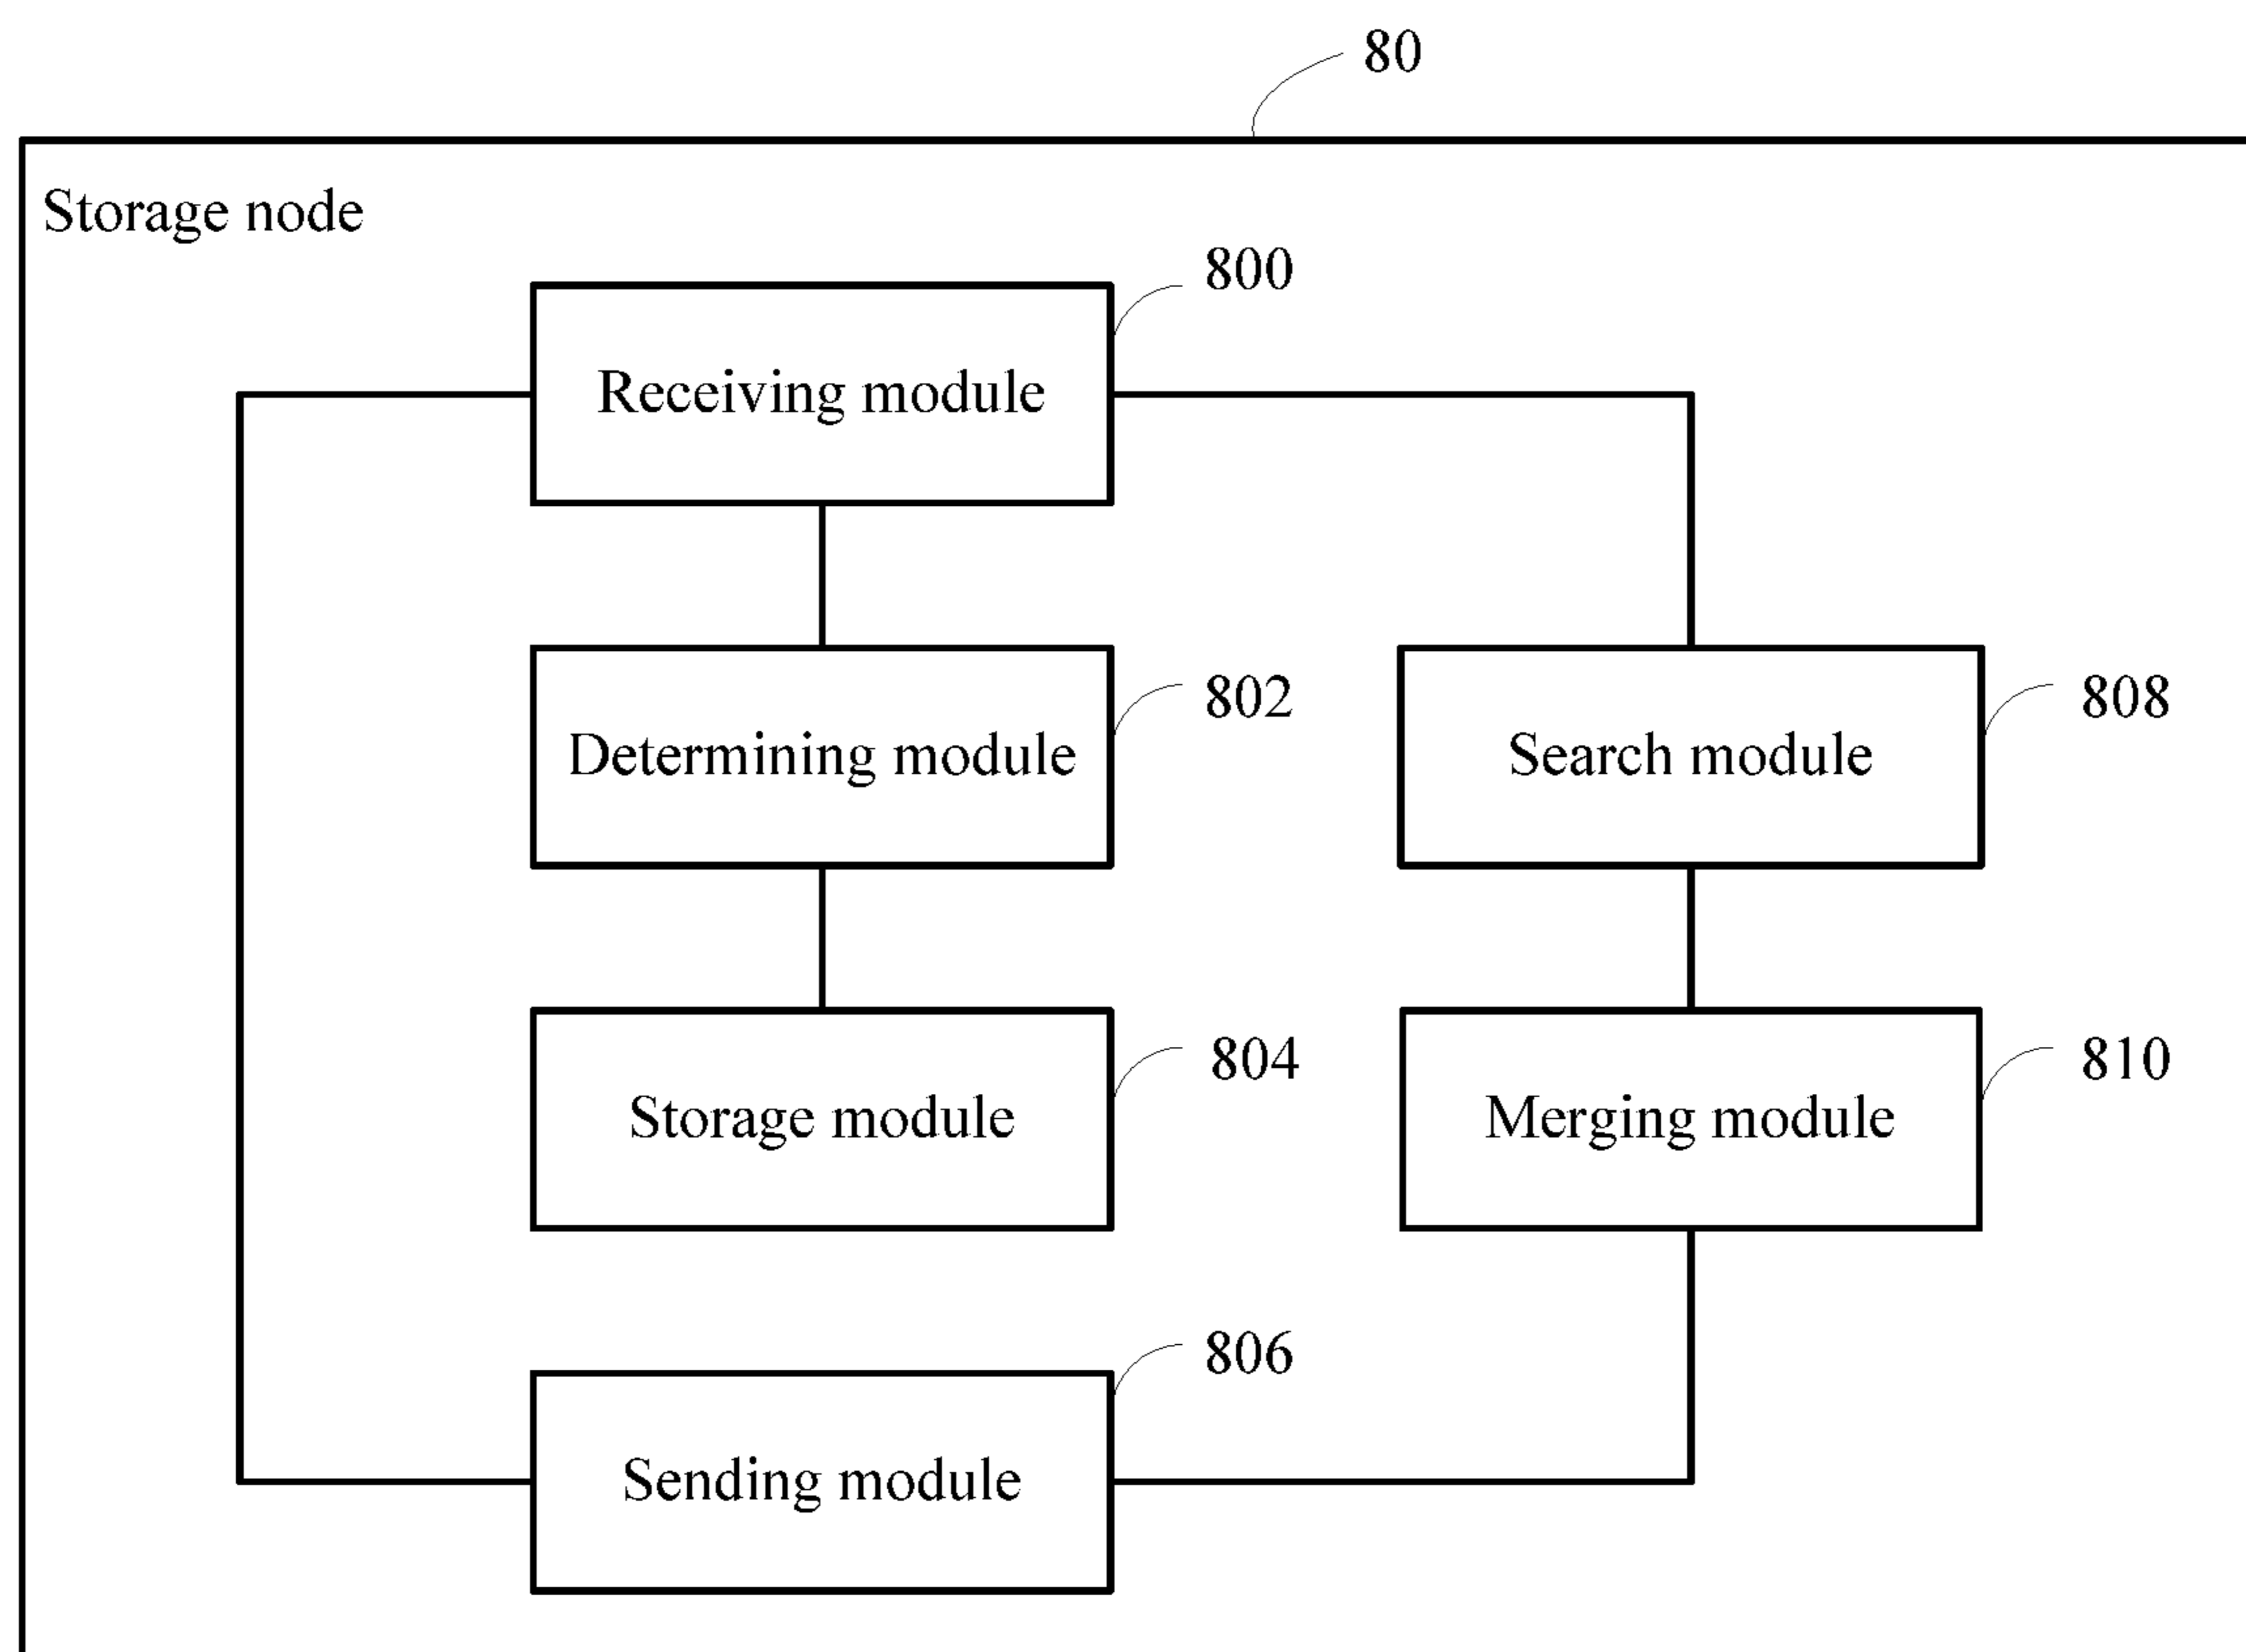 80
Storage node
800
Receiving module
802
Determining module
808
Search module
804
Storage module
810
Merging module
806
Sending module